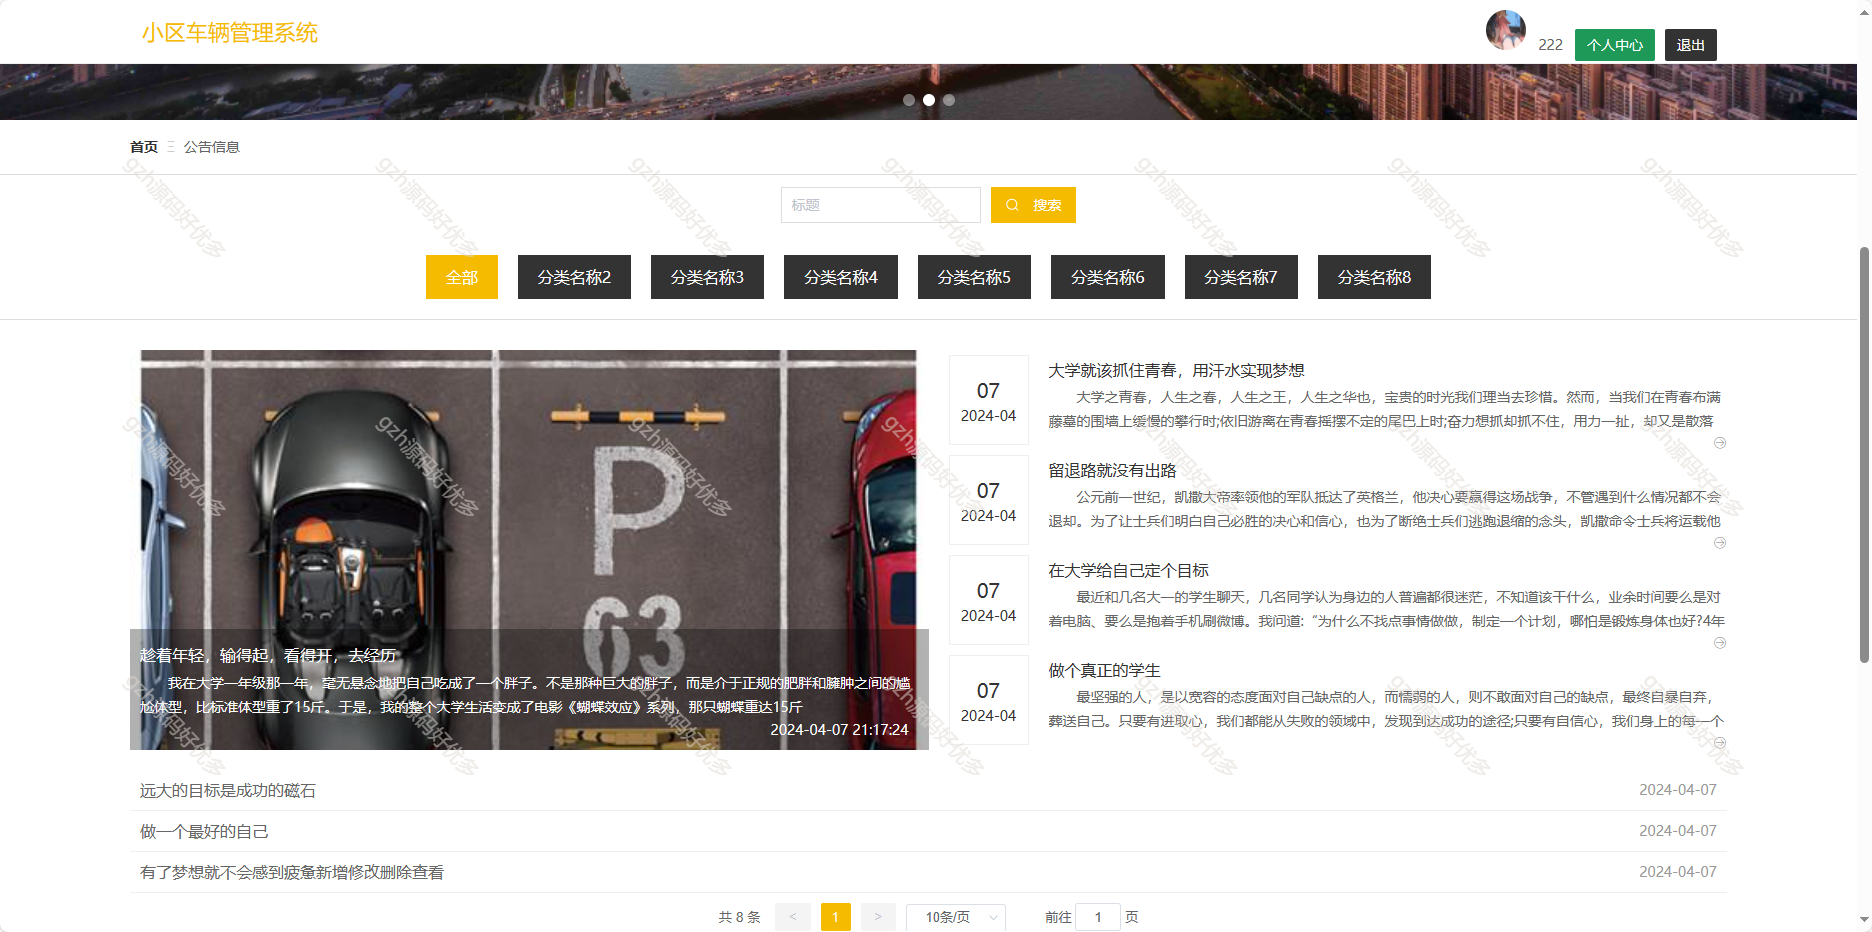 小区车辆管理系统
222
个人中心
退出
首页
公告信息
标题
搜索
全部
分类名称2
分类名称3
分类名称4
分类名称5
分类名称6
分类名称7
分类名称8
P
63
趁着年轻，输得起，看得开，去经历
我在大学一年级那一年，毫无悬念地把自己吃成了一个胖子。不是那种巨大的胖子，而是介于正规的肥胖和臃肿之间的尴
尬体型，比标准体型重了15斤。于是，我的整个大学生活变成了电影《蝴蝶效应》系列，那只蝴蝶重达15斤
2024-04-07 21:17:24
07
2024-04
大学就该抓住青春，用汗水实现梦想
大学之青春，人生之春，人生之王，人生之华也，宝贵的时光我们理当去珍惜。然而，当我们在青春布满
藤蔓的围墙上缓慢的攀行时;依旧游离在青春摇摆不定的尾巴上时;奋力想抓却抓不住，用力一扯，却又是散落
07
2024-04
留退路就没有出路
公元前一世纪，凯撒大帝率领他的军队抵达了英格兰，他决心要赢得这场战争，不管遇到什么情况都不会
退却。为了让士兵们明白自己必胜的决心和信心，也为了断绝士兵们逃跑退缩的念头，凯撒命令士兵将运载他
07
2024-04
在大学给自己定个目标
最近和几名大一的学生聊天，几名同学认为身边的人普遍都很迷茫，不知道该干什么，业余时间要么是对
着电脑、要么是抱着手机刷微博。我问道:“为什么不找点事情做做，制定一个计划，哪怕是锻炼身体也好?4年
07
2024-04
做个真正的学生
最坚强的人，是以宽容的态度面对自己缺点的人，而懦弱的人，则不敢面对自己的缺点，最终自暴自弃，
葬送自己。只要有进取心，我们都能从失败的领域中，发现到达成功的途径;只要有自信心，我们身上的每一个
远大的目标是成功的磁石
2024-04-07
做一个最好的自己
2024-04-07
有了梦想就不会感到疲惫新增修改删除查看
2024-04-07
共 8 条
<
1
>
10条/页
前往
1
页
gzh源码好优多